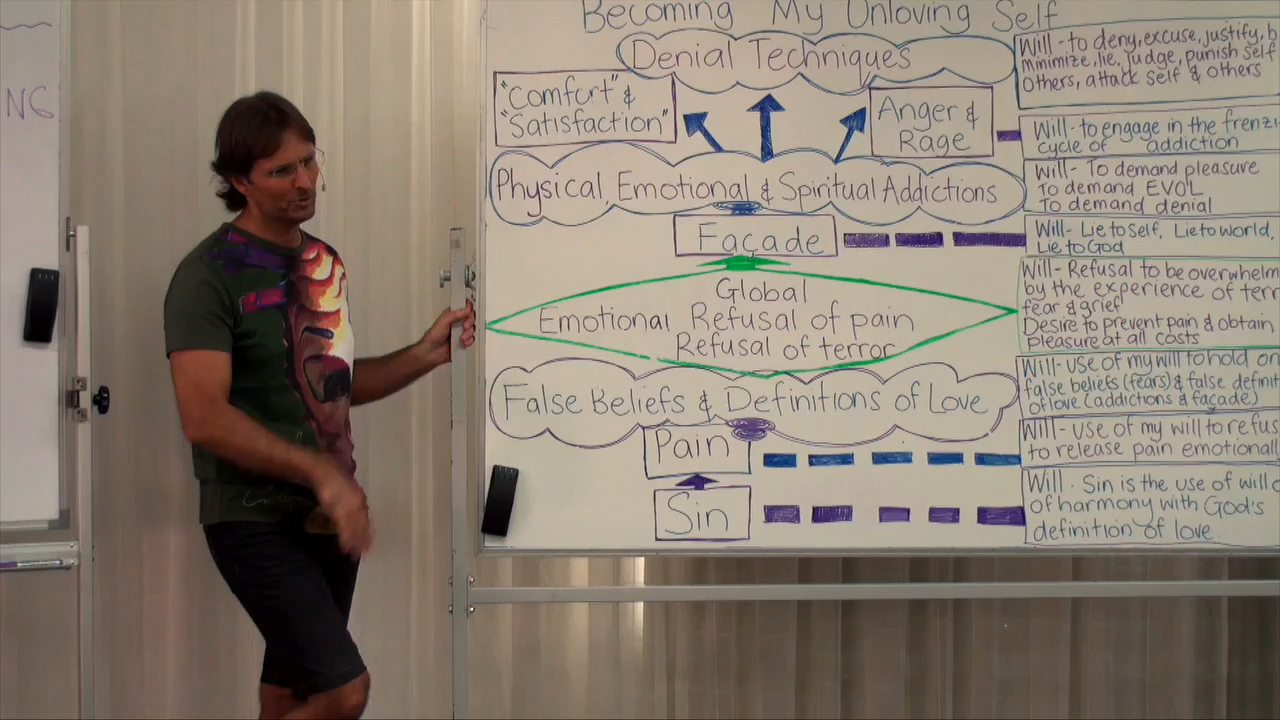 NG
Becoming My Unloving Self
Denial Techniques
"Comfort" &
"Satisfaction"
Anger &
Rage
Physical, Emotional & Spiritual Addictions
Façade
Global
Emotional Refusal of pain
Refusal of terror
False Beliefs & Definitions of Love
Pain
Sin
Will - to deny, excuse, justify, b
minimize, lie, judge, punish self
others, attack self & others
Will - to engage in the frenzi
cycle of addiction
Will - To demand pleasure
To demand EVOL
To demand denial
Will - Lie to self, Lie to world,
Lie to God
Will - Refusal to be overwhelm
by the experience of terr
fear & grief
Desire to prevent pain & obtain
pleasure at all costs
Will - use of my will to hold on
false beliefs (fears) & false definit
of love (addictions & façade)
Will - use of my will to refus
to release pain emotionall
Will - Sin is the use of will o
of harmony with God's
definition of love.